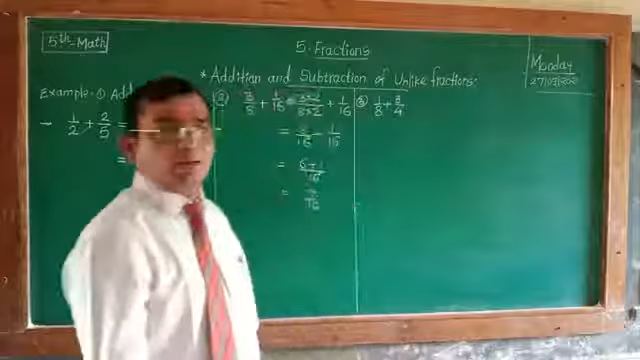 5th-Math
5. Fractions
Monday
* Addition and Subtraction of Unlike fractions:
Example. ① Add
- 1/2 + 2/5 =
=
② 3/8 + 1/16 = 3×2/8×2 + 1/16
= 6/16 + 1/16
= 6+1/16
= 7/16
③ 1/8 + 3/4